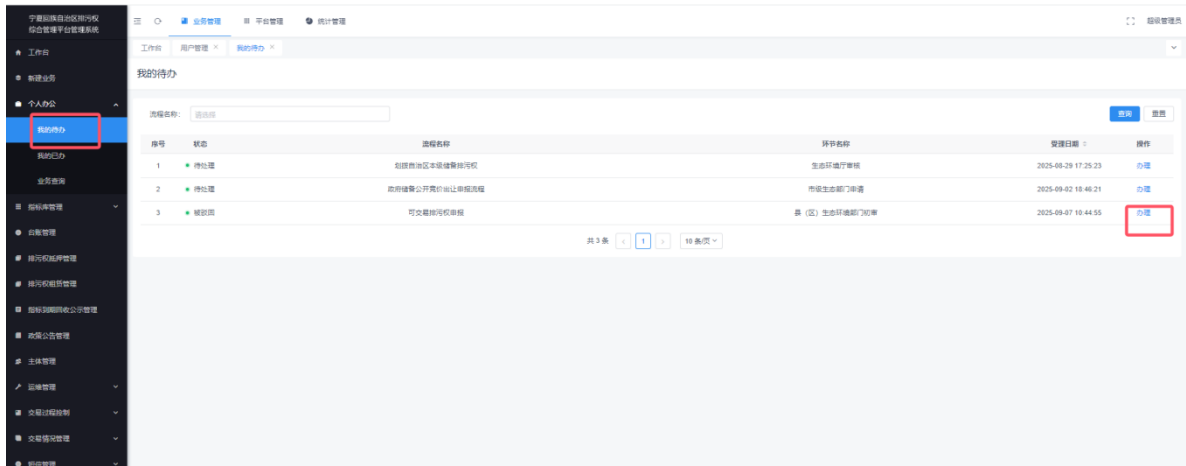 宁夏回族自治区排污权
综合管理平台管理系统
业务管理 平台管理 统计管理 超级管理员
工作台 用户管理 × 我的待办 ×
我的待办
工作台
新建业务
个人办公
我的待办
我的已办
业务查询
指标库管理
台账管理
排污权抵押管理
排污权租赁管理
指标到期回收公示管理
政策公告管理
主体管理
运维管理
交易过程控制
交易情况管理
短信管理
流程名称： 请选择 查询 重置
序号 状态 流程名称 环节名称 受理日期 操作
1 待处理 划拨自治区本级储备排污权 生态环境厅审核 2025-08-29 17:25:23 办理
2 待处理 政府储备公开竞价出让申报流程 市级生态部门申请 2025-09-02 18:46:21 办理
3 被驳回 可交易排污权申报 县（区）生态环境部门初审 2025-09-07 10:44:55 办理
共 3 条 < 1 > 10 条/页